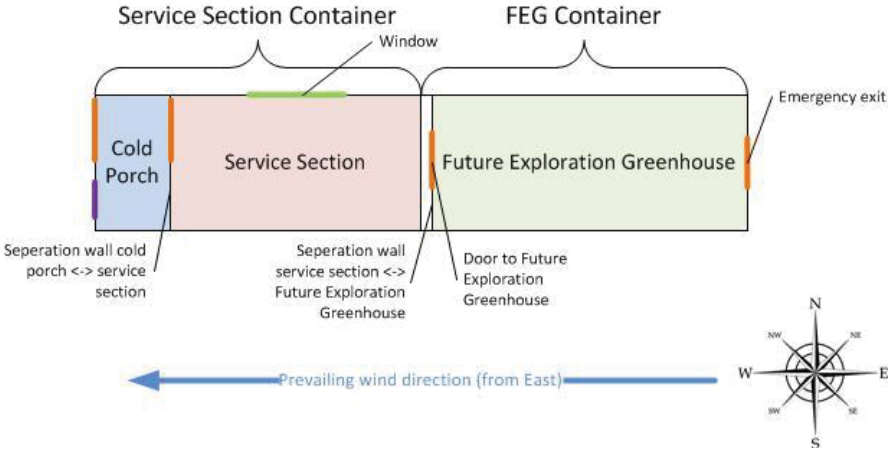 Service Section Container
FEG Container
Window
Emergency exit
Cold
Porch
Service Section
Future Exploration Greenhouse
Seperation wall cold
porch <-> service
section
Seperation wall
service section <->
Future Exploration
Greenhouse
Door to Future
Exploration
Greenhouse
Prevailing wind direction (from East)
N
NW
NE
W
E
SW
SE
S